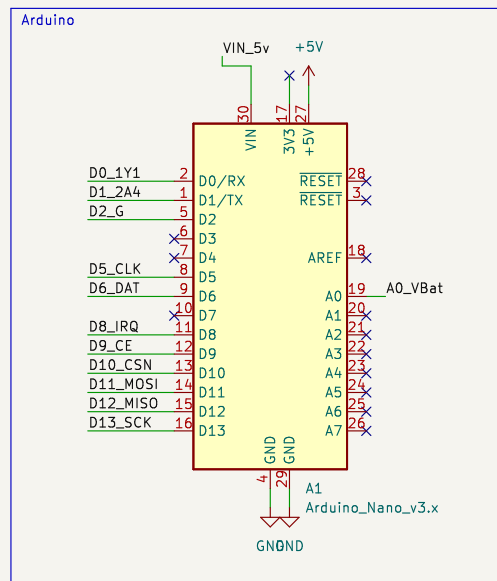 Arduino
VIN_5v +5V
30 17 27
VIN 3V3 +5V
D0_1Y1 2 D0/RX RESET 28
D1_2A4 1 D1/TX RESET 3
D2_G 5 D2
6 D3
7 D4 AREF 18
D5_CLK 8 D5
D6_DAT 9 D6 A0 19 A0_VBat
10 D7 A1 20
D8_IRQ 11 D8 A2 21
D9_CE 12 D9 A3 22
D10_CSN 13 D10 A4 23
D11_MOSI 14 D11 A5 24
D12_MISO 15 D12 A6 25
D13_SCK 16 D13 A7 26
GND GND
4 29
A1
Arduino_Nano_v3.x
GND GND